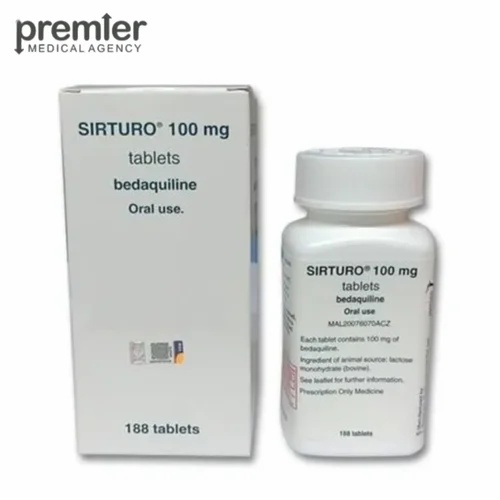 premier
MEDICAL AGENCY
SIRTURO® 100 mg
tablets
bedaquiline
Oral use.
188 tablets
SIRTURO® 100 mg
tablets
bedaquiline
Oral use
MAL20076070ACZ
Each tablet contains 100 mg of
bedaquiline.
Ingredient of animal source: lactose
monohydrate (bovine).
See leaflet for further information.
Prescription Only Medicine
188 tablets